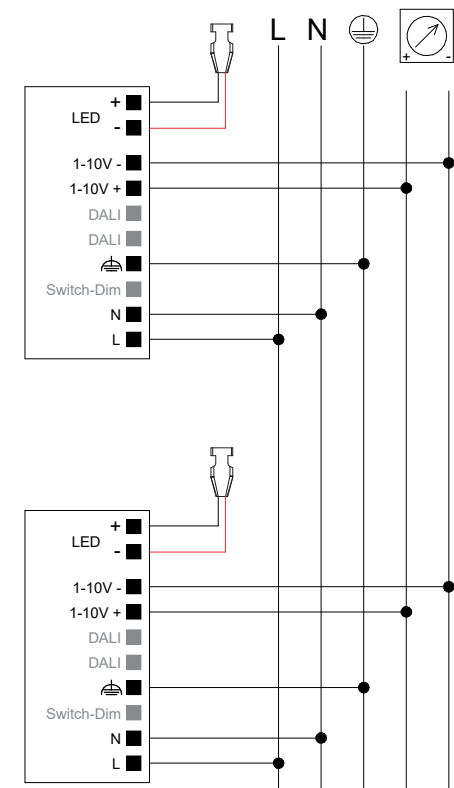 L N
+ -
+
LED
-
1-10V -
1-10V +
DALI
DALI
Switch-Dim
N
L
+
LED
-
1-10V -
1-10V +
DALI
DALI
Switch-Dim
N
L